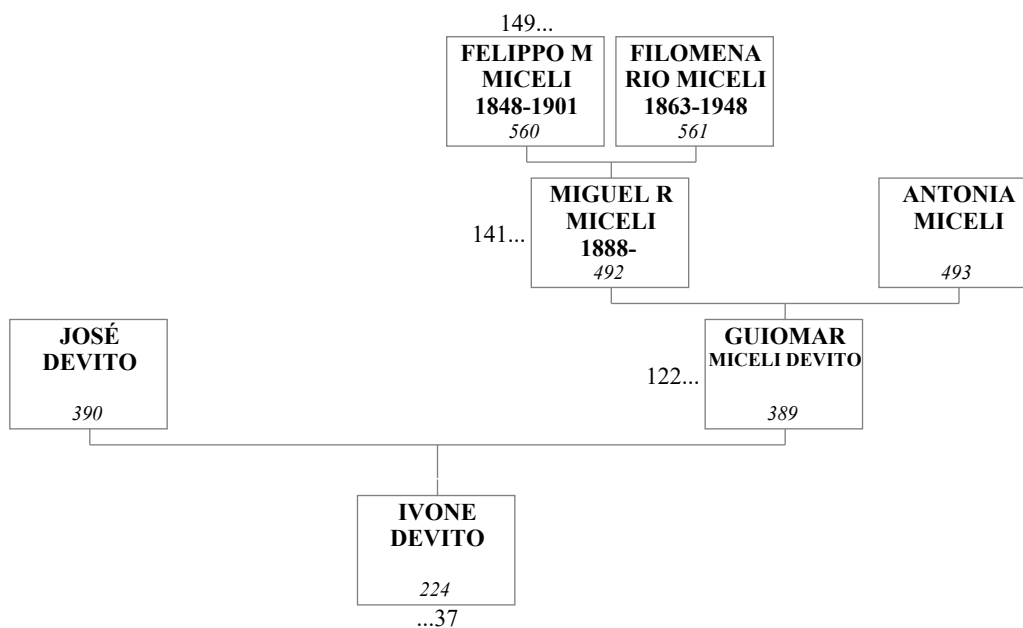 149...
FELIPPO M
MICELI
1848-1901
560
FILOMENA
RIO MICELI
1863-1948
561
141...
MIGUEL R
MICELI
1888-
492
ANTONIA
MICELI
493
JOSÉ
DEVITO
390
122...
GUIOMAR
MICELI DEVITO
389
IVONE
DEVITO
224
...37